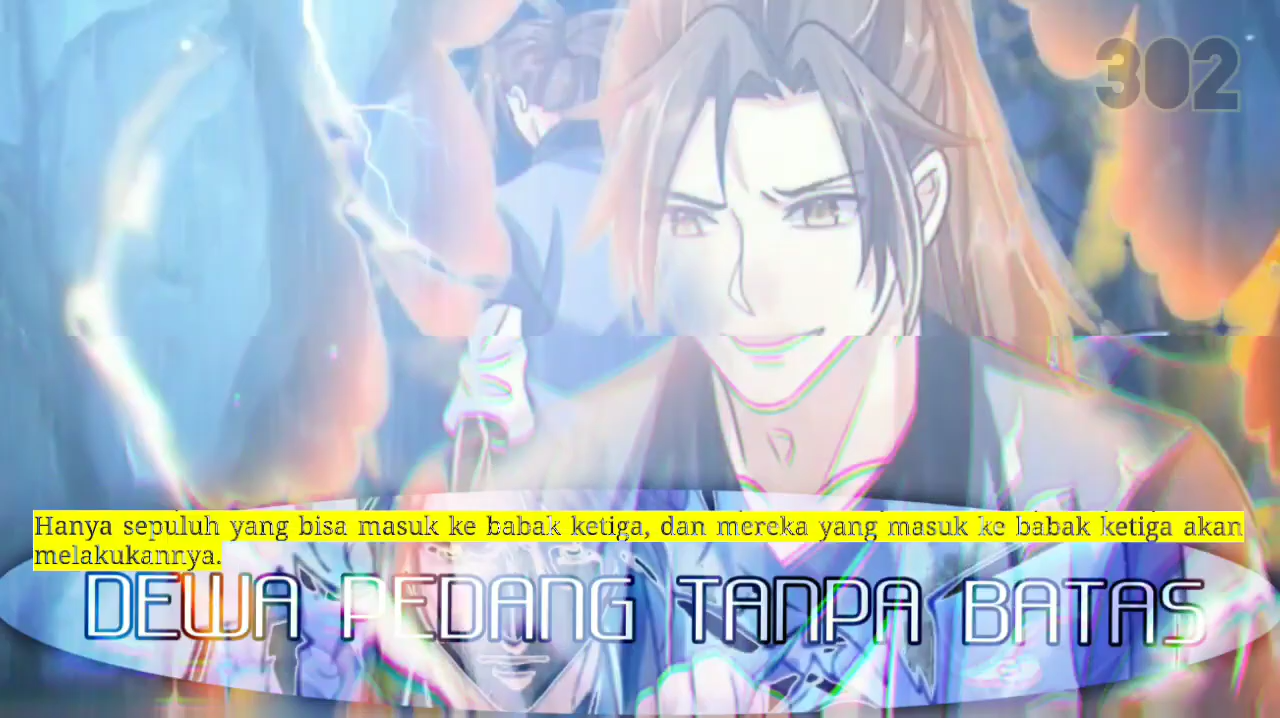 302
Hanya sepuluh yang bisa masuk ke babak ketiga, dan mereka yang masuk ke babak ketiga akan
melakukannya.
DEWA PEDANG TANPA BATAS